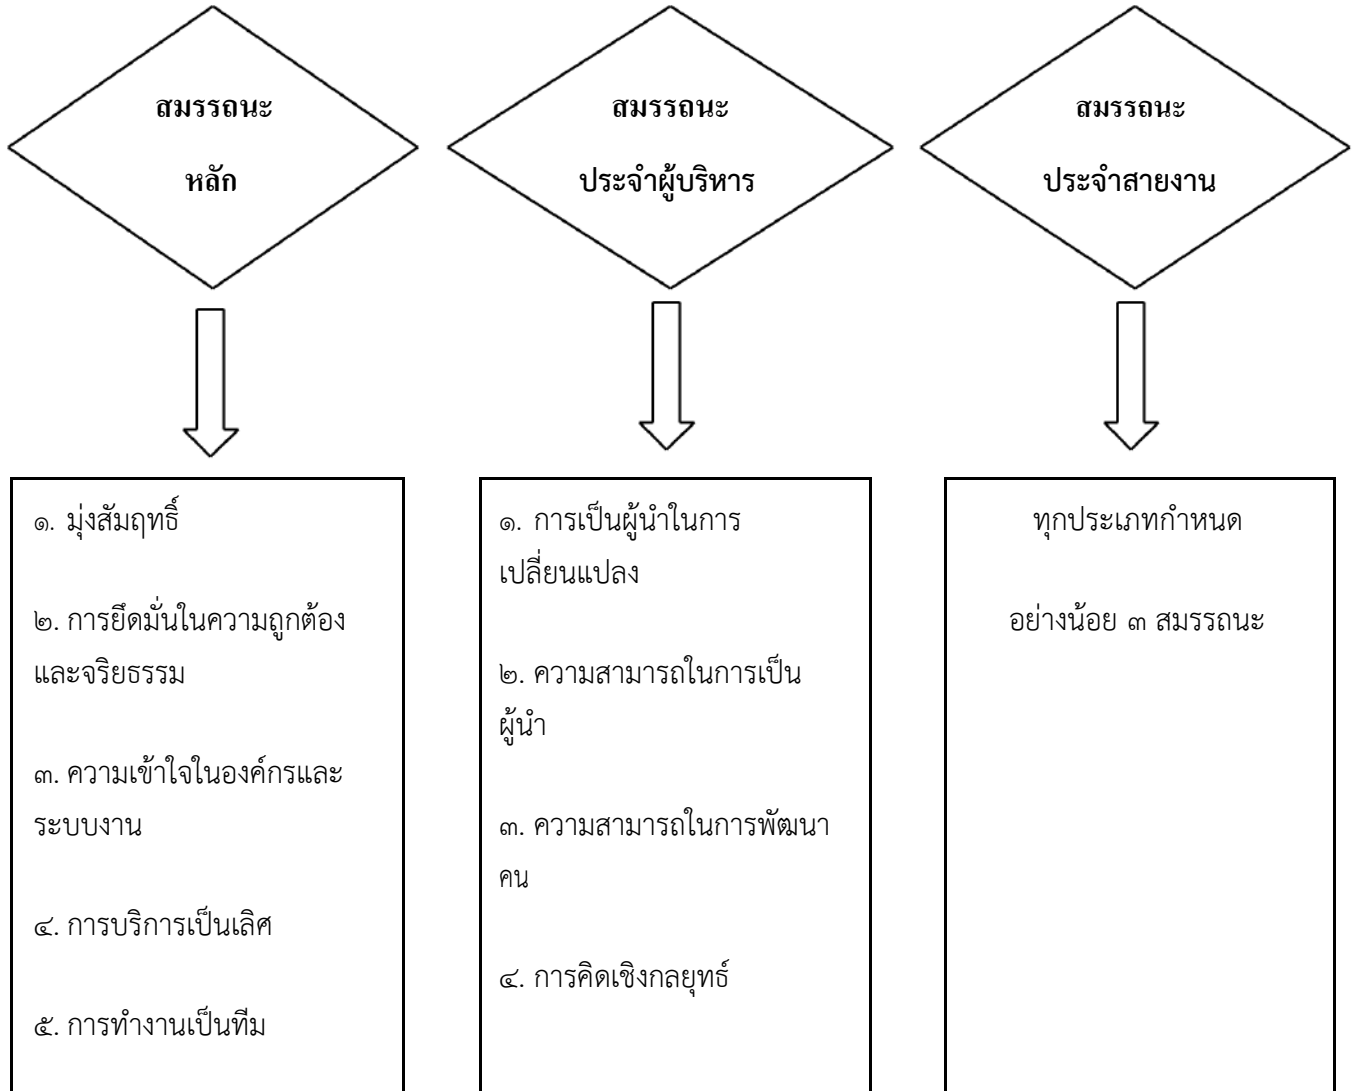 สมรรถนะ
หลัก
สมรรถนะ
ประจำผู้บริหาร
สมรรถนะ
ประจำสายงาน
๑. มุ่งสัมฤทธิ์
๒. การยึดมั่นในความถูกต้อง
และจริยธรรม
๓. ความเข้าใจในองค์กรและ
ระบบงาน
๔. การบริการเป็นเลิศ
๕. การทำงานเป็นทีม
๑. การเป็นผู้นำในการ
เปลี่ยนแปลง
๒. ความสามารถในการเป็น
ผู้นำ
๓. ความสามารถในการพัฒนา
คน
๔. การคิดเชิงกลยุทธ์
ทุกประเภทกำหนด
อย่างน้อย ๓ สมรรถนะ